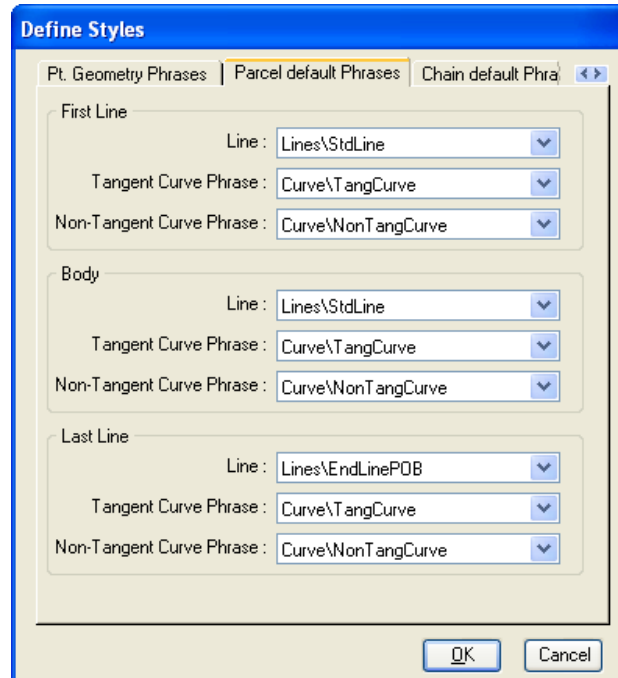 Define Styles
Pt. Geometry Phrases Parcel default Phrases Chain default Phra
First Line
Line : Lines\StdLine
Tangent Curve Phrase : Curve\TangCurve
Non-Tangent Curve Phrase : Curve\NonTangCurve
Body
Line : Lines\StdLine
Tangent Curve Phrase : Curve\TangCurve
Non-Tangent Curve Phrase : Curve\NonTangCurve
Last Line
Line : Lines\EndLinePOB
Tangent Curve Phrase : Curve\TangCurve
Non-Tangent Curve Phrase : Curve\NonTangCurve
OK Cancel